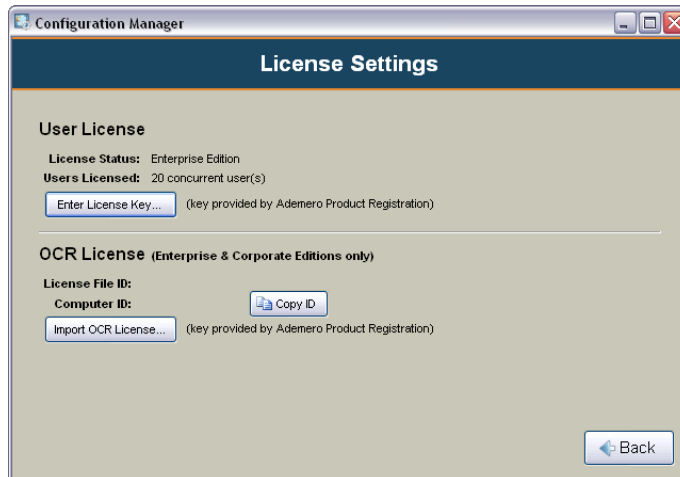 Configuration Manager
License Settings
User License
License Status: Enterprise Edition
Users Licensed: 20 concurrent user(s)
Enter License Key... (key provided by Ademero Product Registration)
OCR License (Enterprise & Corporate Editions only)
License File ID:
Computer ID: Copy ID
Import OCR License... (key provided by Ademero Product Registration)
Back